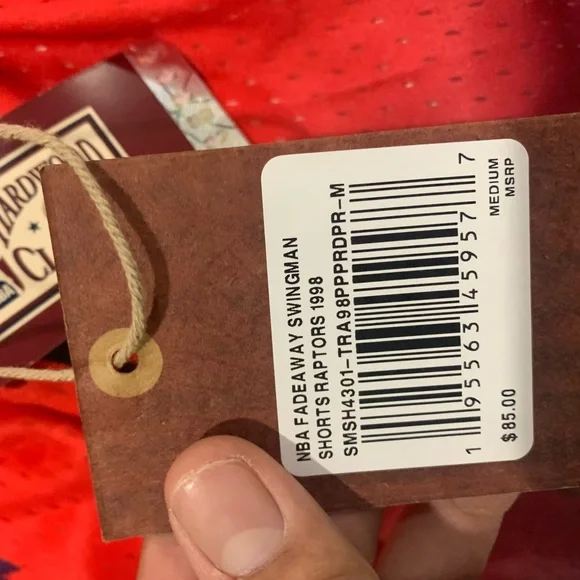 NBA FADEAWAY SWINGMAN
SHORTS RAPTORS 1998
SMSH4301-TRA98PPPRDPR-M
1 95563 45957 7
MEDIUM
$85.00 MSRP